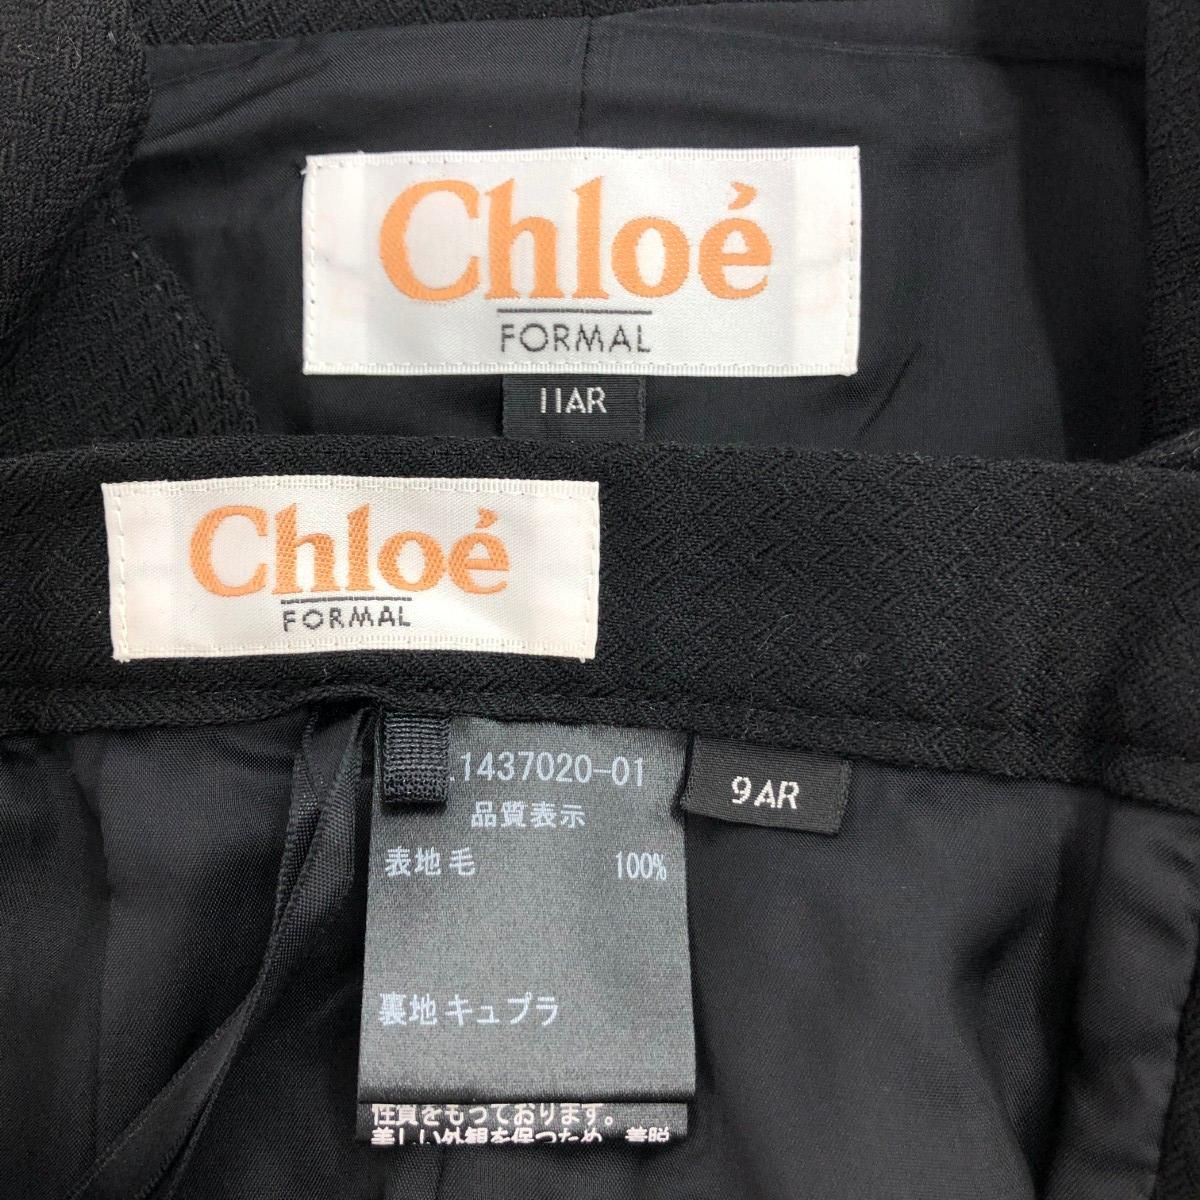 Chloé
FORMAL
11AR
Chloé
FORMAL
.1437020-01
9AR
品質表示
表地 毛 100%
裏地 キュプラ
性質をもっております。
美しい外観を保つため、着脱